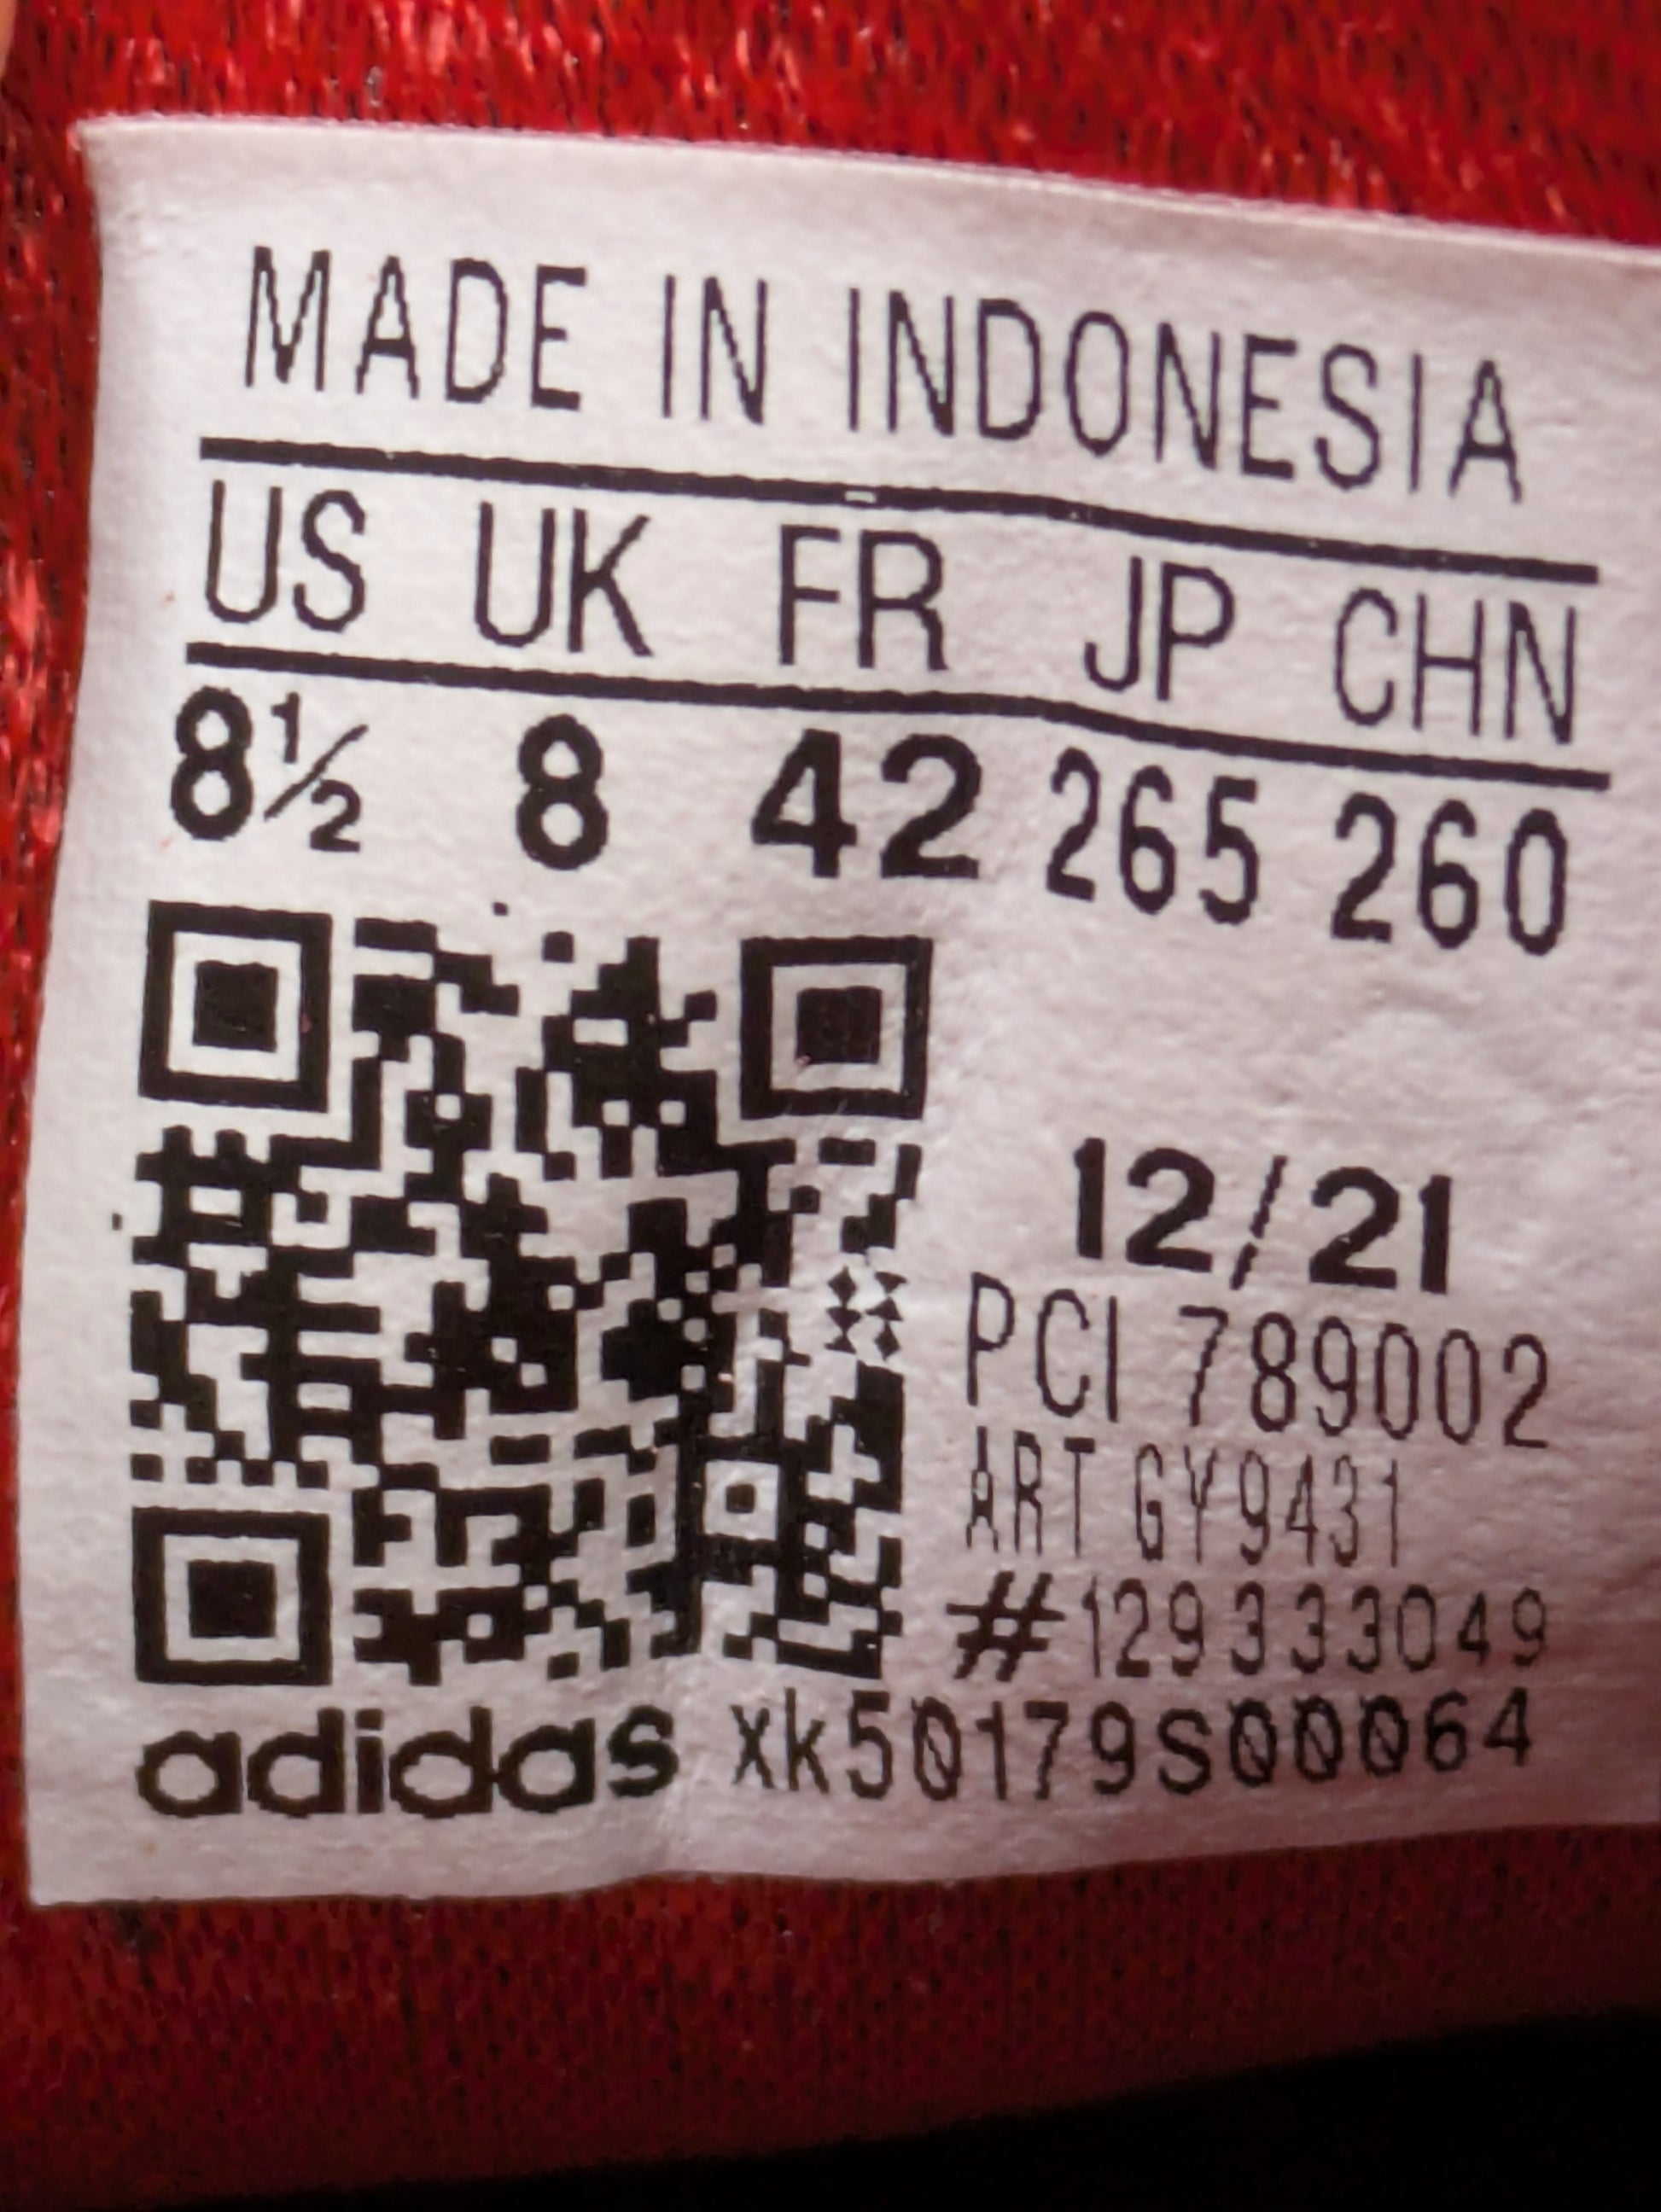 MADE IN INDONESIA
US UK FR JP CHN
8½ 8 42 265 260
12/21
PCI 789002
ART GY9431
#129333049
adidas xk50179S00064